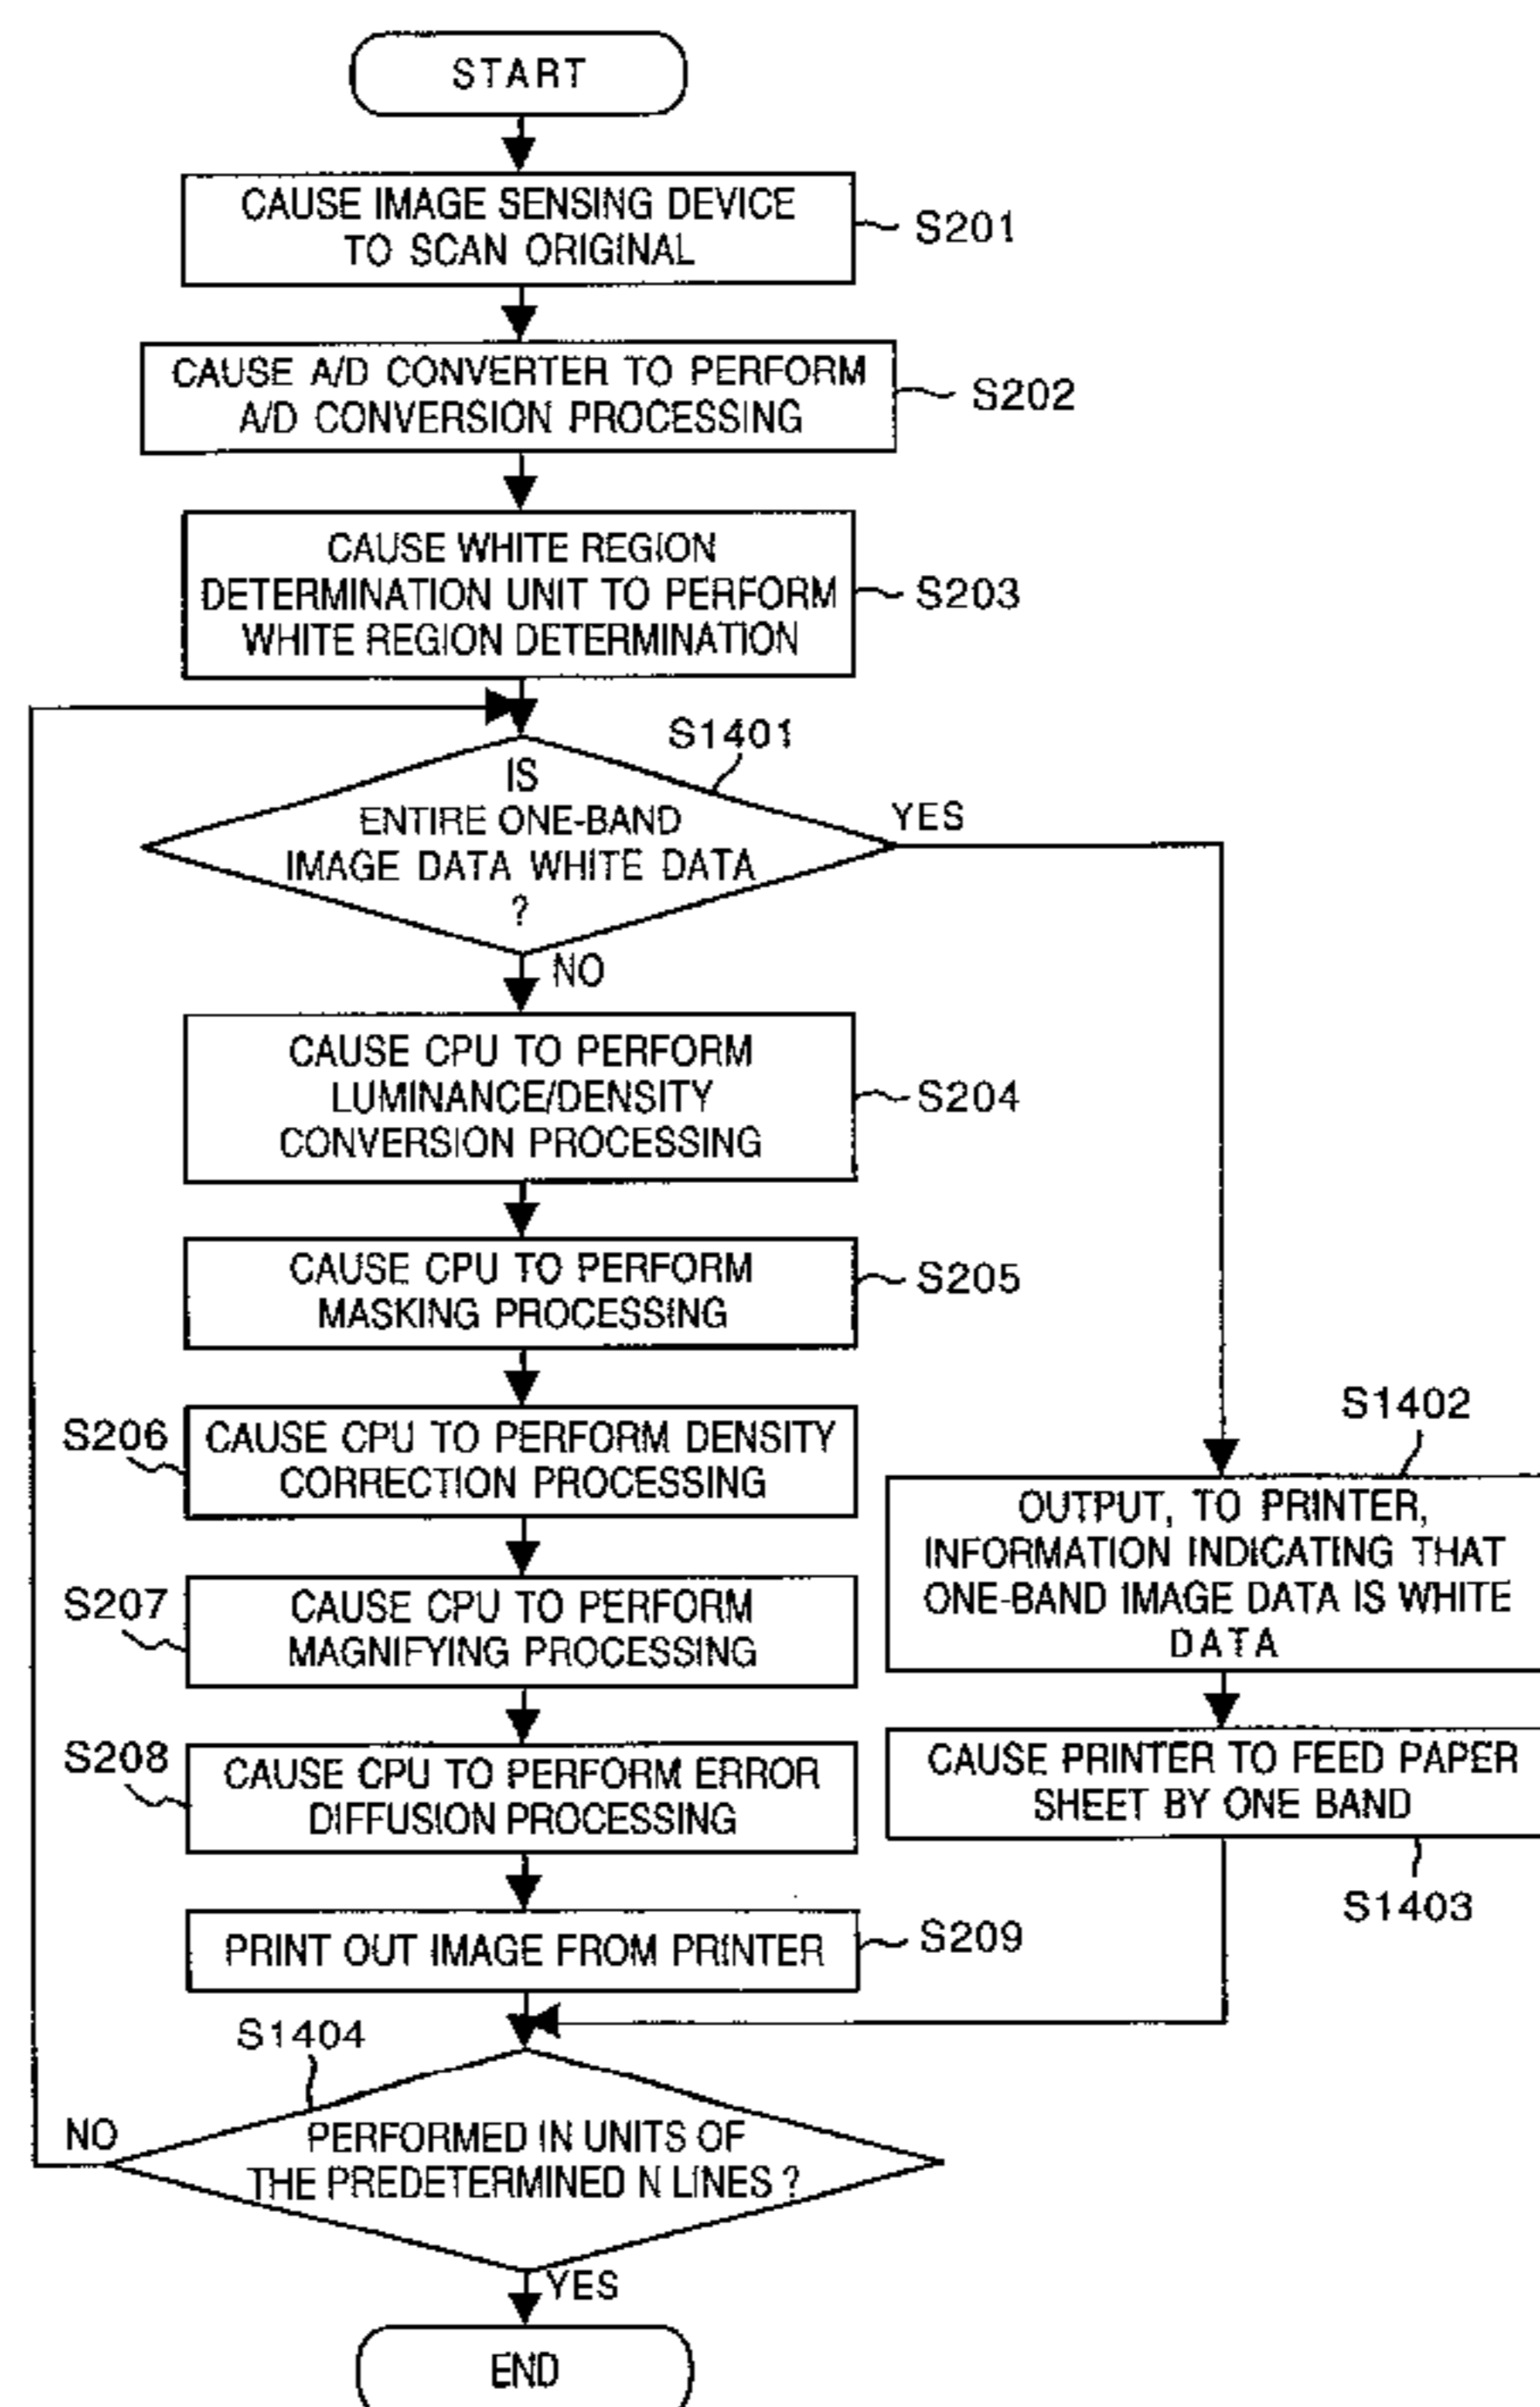 START
CAUSE IMAGE SENSING DEVICE
TO SCAN ORIGINAL
S201
CAUSE A/D CONVERTER TO PERFORM
A/D CONVERSION PROCESSING
S202
CAUSE WHITE REGION
DETERMINATION UNIT TO PERFORM
WHITE REGION DETERMINATION
S203
S1401
IS
ENTIRE ONE-BAND
IMAGE DATA WHITE DATA
?
YES
NO
CAUSE CPU TO PERFORM
LUMINANCE/DENSITY
CONVERSION PROCESSING
S204
CAUSE CPU TO PERFORM
MASKING PROCESSING
S205
S206
CAUSE CPU TO PERFORM DENSITY
CORRECTION PROCESSING
S1402
OUTPUT, TO PRINTER,
INFORMATION INDICATING THAT
ONE-BAND IMAGE DATA IS WHITE
DATA
S207
CAUSE CPU TO PERFORM
MAGNIFYING PROCESSING
S208
CAUSE CPU TO PERFORM ERROR
DIFFUSION PROCESSING
CAUSE PRINTER TO FEED PAPER
SHEET BY ONE BAND
S1403
PRINT OUT IMAGE FROM PRINTER
S209
S1404
PERFORMED IN UNITS OF
THE PREDETERMINED N LINES ?
NO
YES
END